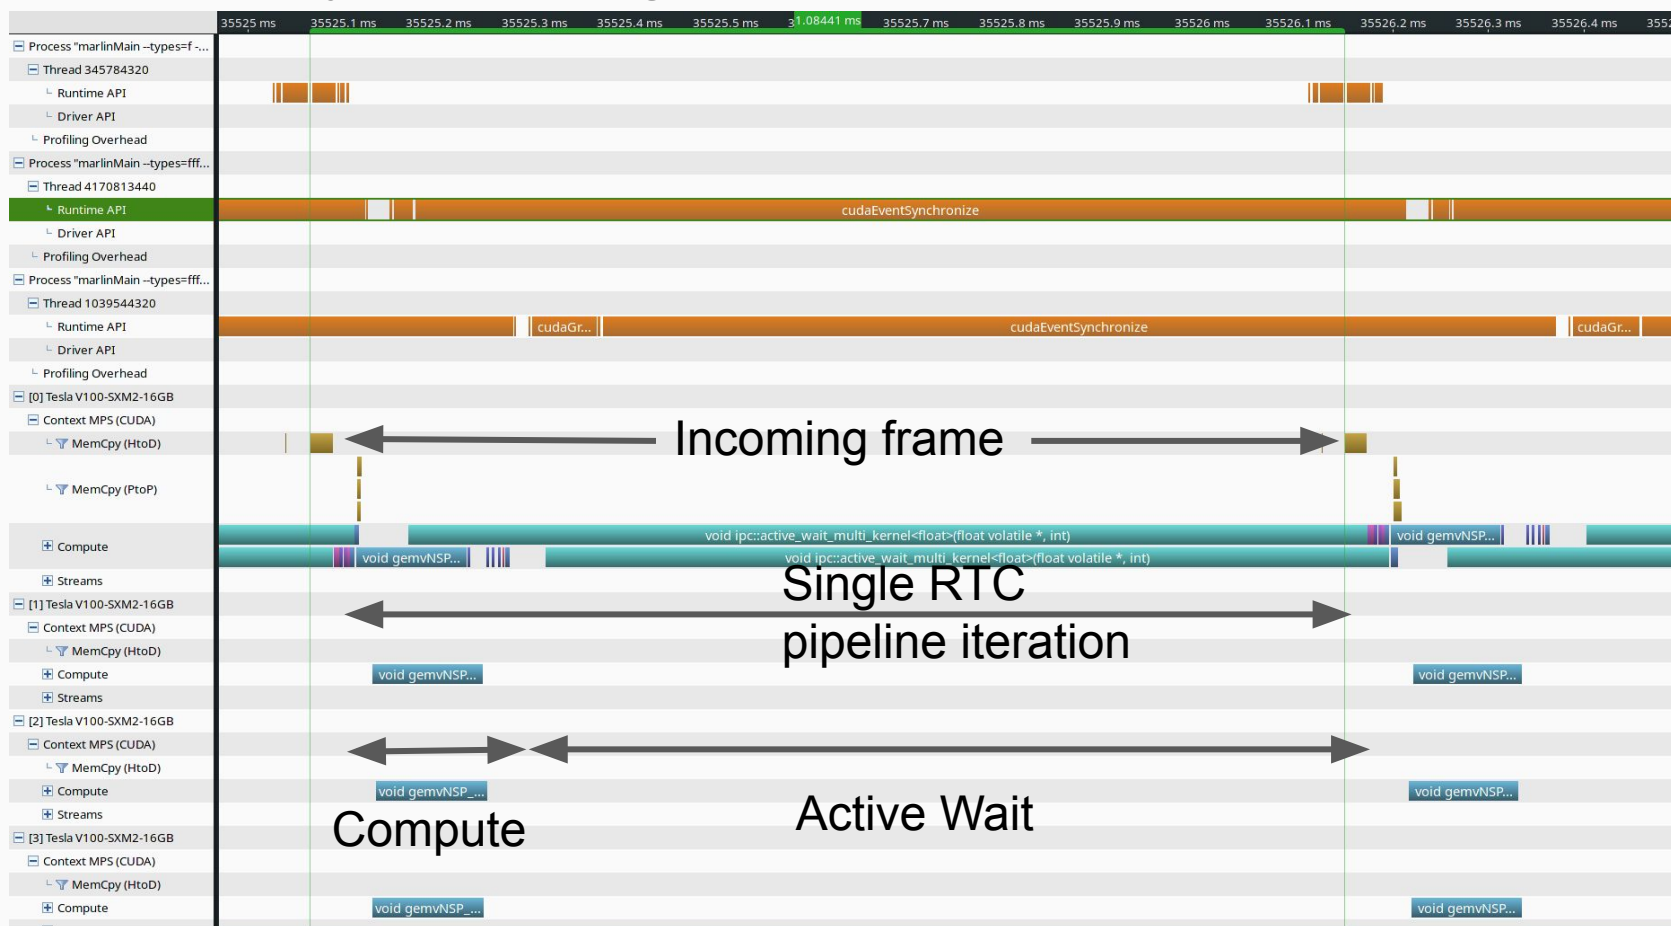 35525 ms 35525.1 ms 35525.2 ms 35525.3 ms 35525.4 ms 35525.5 ms 1.08441 ms 35525.7 ms 35525.8 ms 35525.9 ms 35526 ms 35526.1 ms 35526.2 ms 35526.3 ms 35526.4 ms
Process "marlinMain --types=f -...
Thread 345784320
Runtime API
Driver API
Profiling Overhead
Process "marlinMain --types=fff...
Thread 4170813440
Runtime API cudaEventSynchronize
Driver API
Profiling Overhead
Process "marlinMain --types=fff...
Thread 1039544320
Runtime API cudaGr... cudaEventSynchronize cudaGr...
Driver API
Profiling Overhead
[0] Tesla V100-SXM2-16GB
Context MPS (CUDA)
MemCpy (HtoD) Incoming frame
MemCpy (PtoP)
void ipc::active_wait_multi_kernel<float>(float volatile *, int) void gemvNSP...
Compute
void gemvNSP... void ipc::active_wait_multi_kernel<float>(float volatile *, int)
Streams
Single RTC
pipeline iteration
[1] Tesla V100-SXM2-16GB
Context MPS (CUDA)
MemCpy (HtoD)
Compute void gemvNSP... void gemvNSP...
Streams
[2] Tesla V100-SXM2-16GB
Context MPS (CUDA)
MemCpy (HtoD)
Compute void gemvNSP_... void gemvNSP...
Streams
Compute Active Wait
[3] Tesla V100-SXM2-16GB
Context MPS (CUDA)
MemCpy (HtoD)
Compute void gemvNSP_... void gemvNSP...